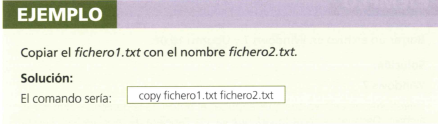 EJEMPLO
Copiar el fichero1.txt con el nombre fichero2.txt.
Solución:
El comando sería: copy fichero1.txt fichero2.txt